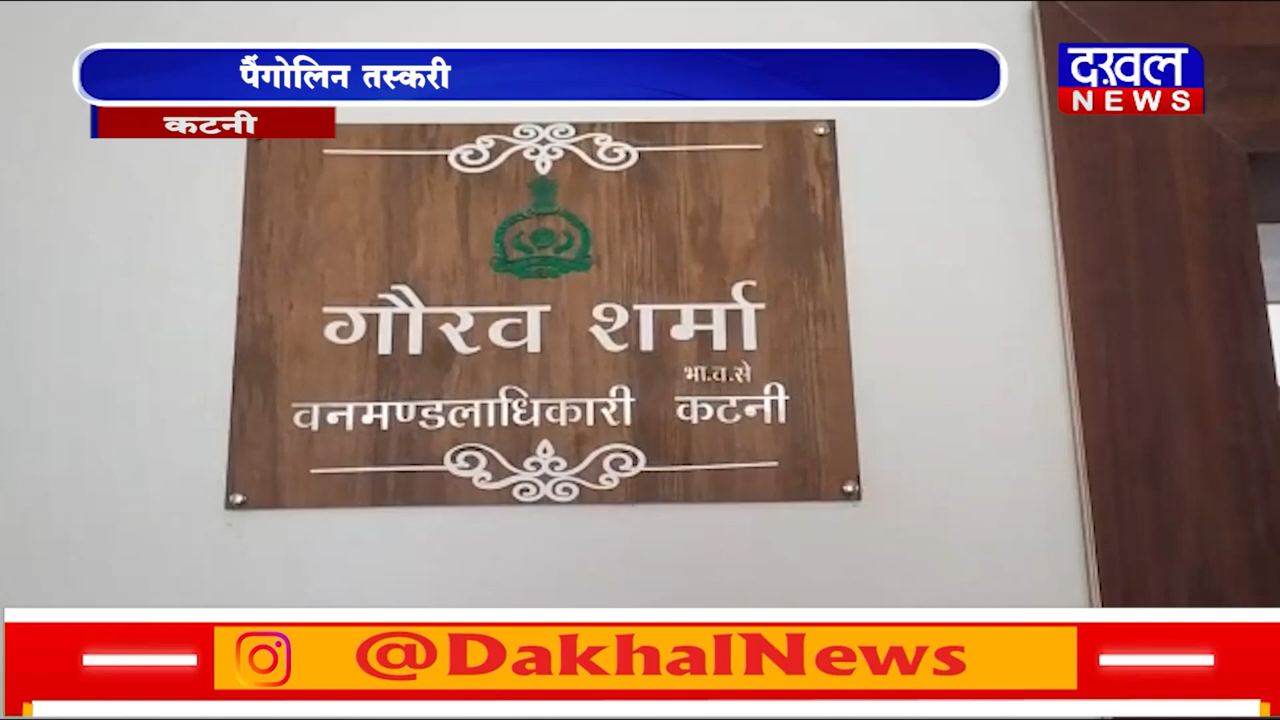 पैंगोलिन तस्करी
कटनी
दख़ल
NEWS
गौरव शर्मा
भा.व.से
वनमण्डलाधिकारी कटनी
@DakhalNews